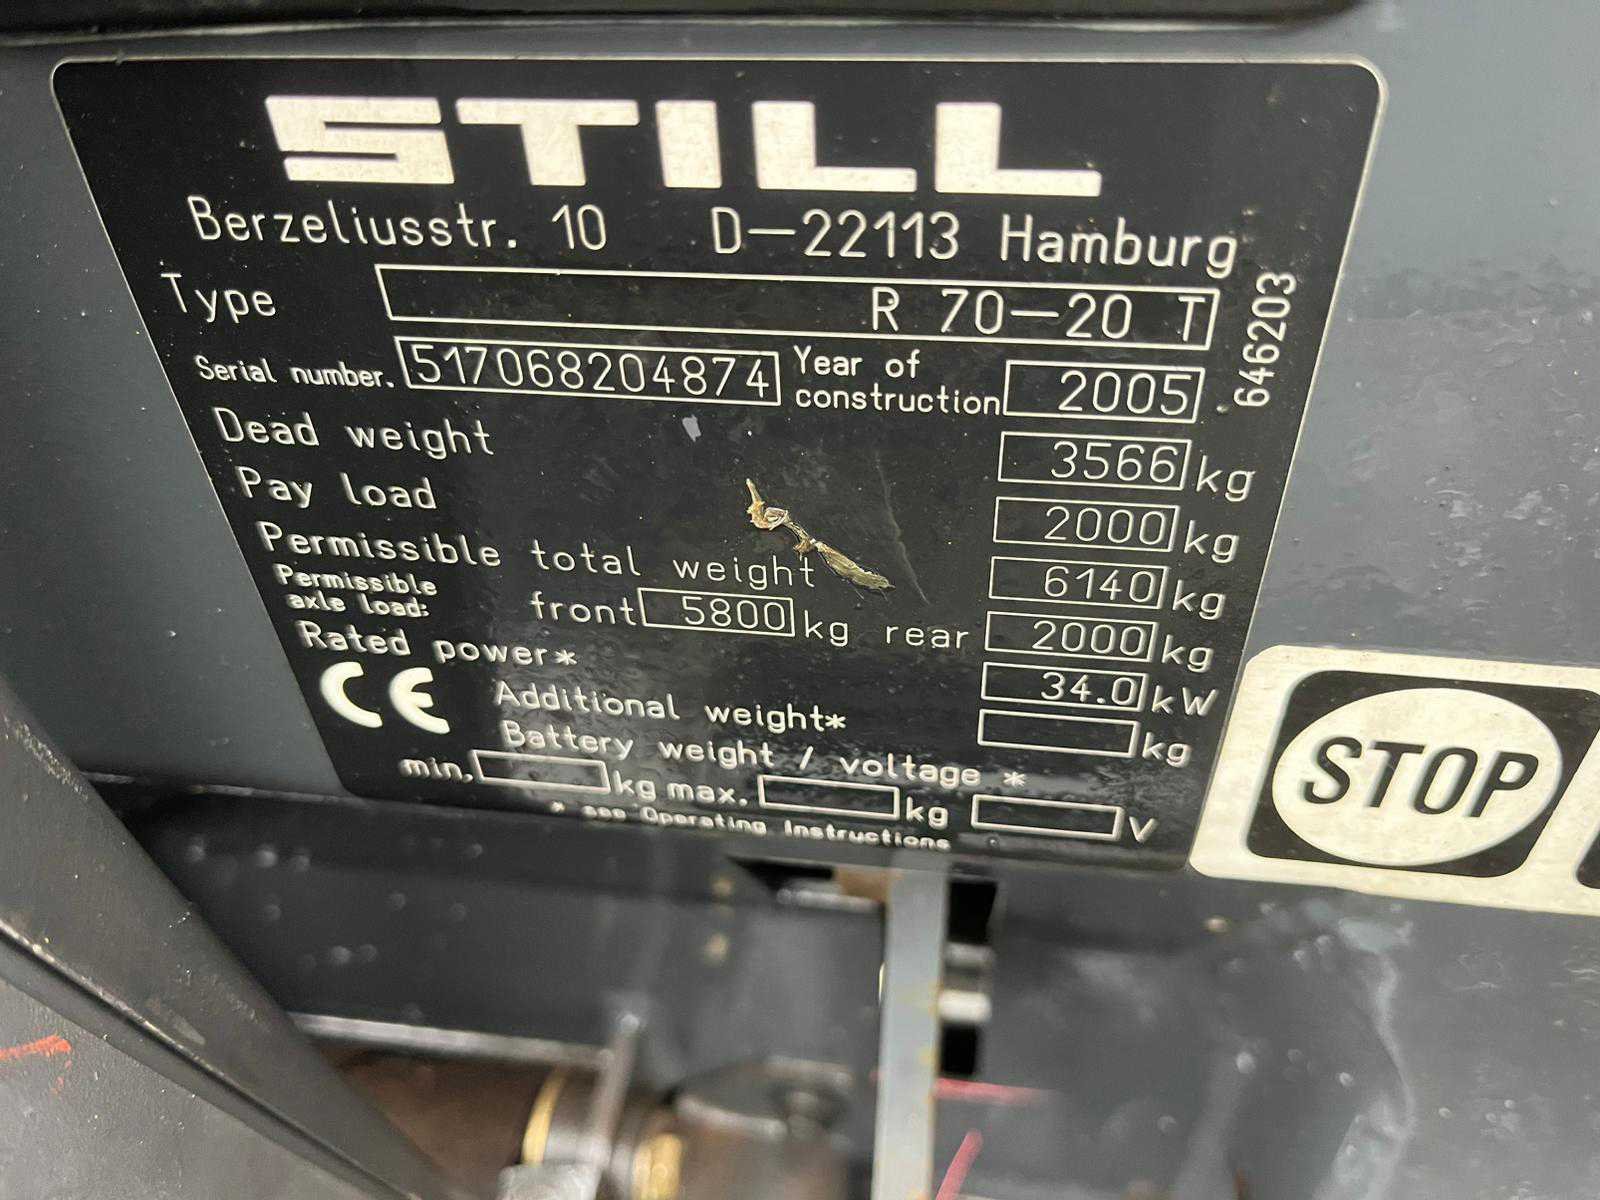 STILL
Berzeliusstr. 10 D-22113 Hamburg
Type R 70-20 T
646203
Serial number. 517068204874 Year of construction 2005
Dead weight 3566 kg
Pay load 2000 kg
Permissible total weight 6140 kg
Permissible axle load: front 5800 kg rear 2000 kg
Rated power* 34.0 kW
CE
Additional weight* kg
Battery weight / voltage *
min. kg max. kg V
* see Operating Instructions
STOP